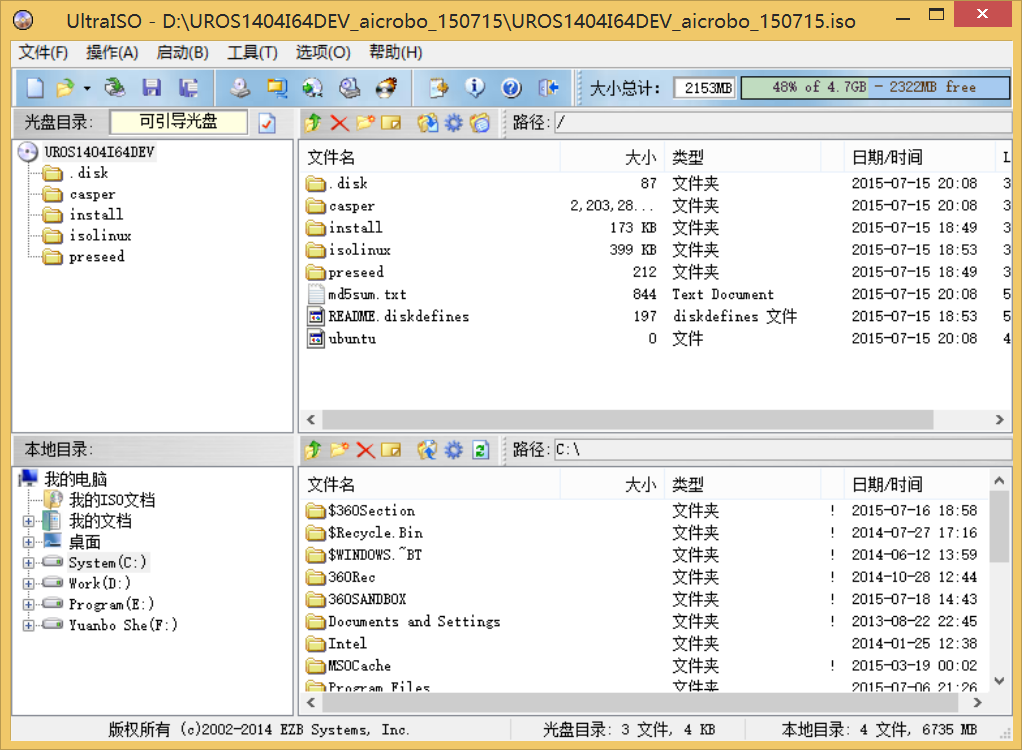 UltraISO - D:\UROS1404I64DEV_aicrobo_150715\UROS1404I64DEV_aicrobo_150715.iso
文件(F) 操作(A) 启动(B) 工具(T) 选项(O) 帮助(H)
大小总计: 2153MB 48% of 4.7GB - 2322MB free
光盘目录: 可引导光盘 路径: /
UROS1404I64DEV
.disk
casper
install
isolinux
preseed
文件名 大小 类型 日期/时间 L
.disk 87 文件夹 2015-07-15 20:08 3
casper 2,203,28... 文件夹 2015-07-15 20:08 3
install 173 KB 文件夹 2015-07-15 18:49 3
isolinux 399 KB 文件夹 2015-07-15 18:53 3
preseed 212 文件夹 2015-07-15 18:49 3
md5sum.txt 844 Text Document 2015-07-15 20:08 5
README.diskdefines 197 diskdefines 文件 2015-07-15 18:53 5
ubuntu 0 文件 2015-07-15 20:08 4
本地目录: 路径: C:\
我的电脑
我的ISO文档
我的文档
桌面
System(C:)
Work(D:)
Program(E:)
Yuanbo She(F:)
文件名 大小 类型 日期/时间
$360Section 文件夹 ! 2015-07-16 18:58
$Recycle.Bin 文件夹 ! 2014-07-27 17:16
$WINDOWS.~BT 文件夹 ! 2014-06-12 13:59
360Rec 文件夹 ! 2014-10-28 12:44
360SANDBOX 文件夹 ! 2015-07-18 14:43
Documents and Settings 文件夹 ! 2013-08-22 22:45
Intel 文件夹 2014-01-25 12:38
MSOCache 文件夹 ! 2015-03-19 00:02
Program Files 文件夹 2015-07-06 21:26
版权所有 (c)2002-2014 EZB Systems, Inc. 光盘目录: 3 文件, 4 KB 本地目录: 4 文件, 6735 MB